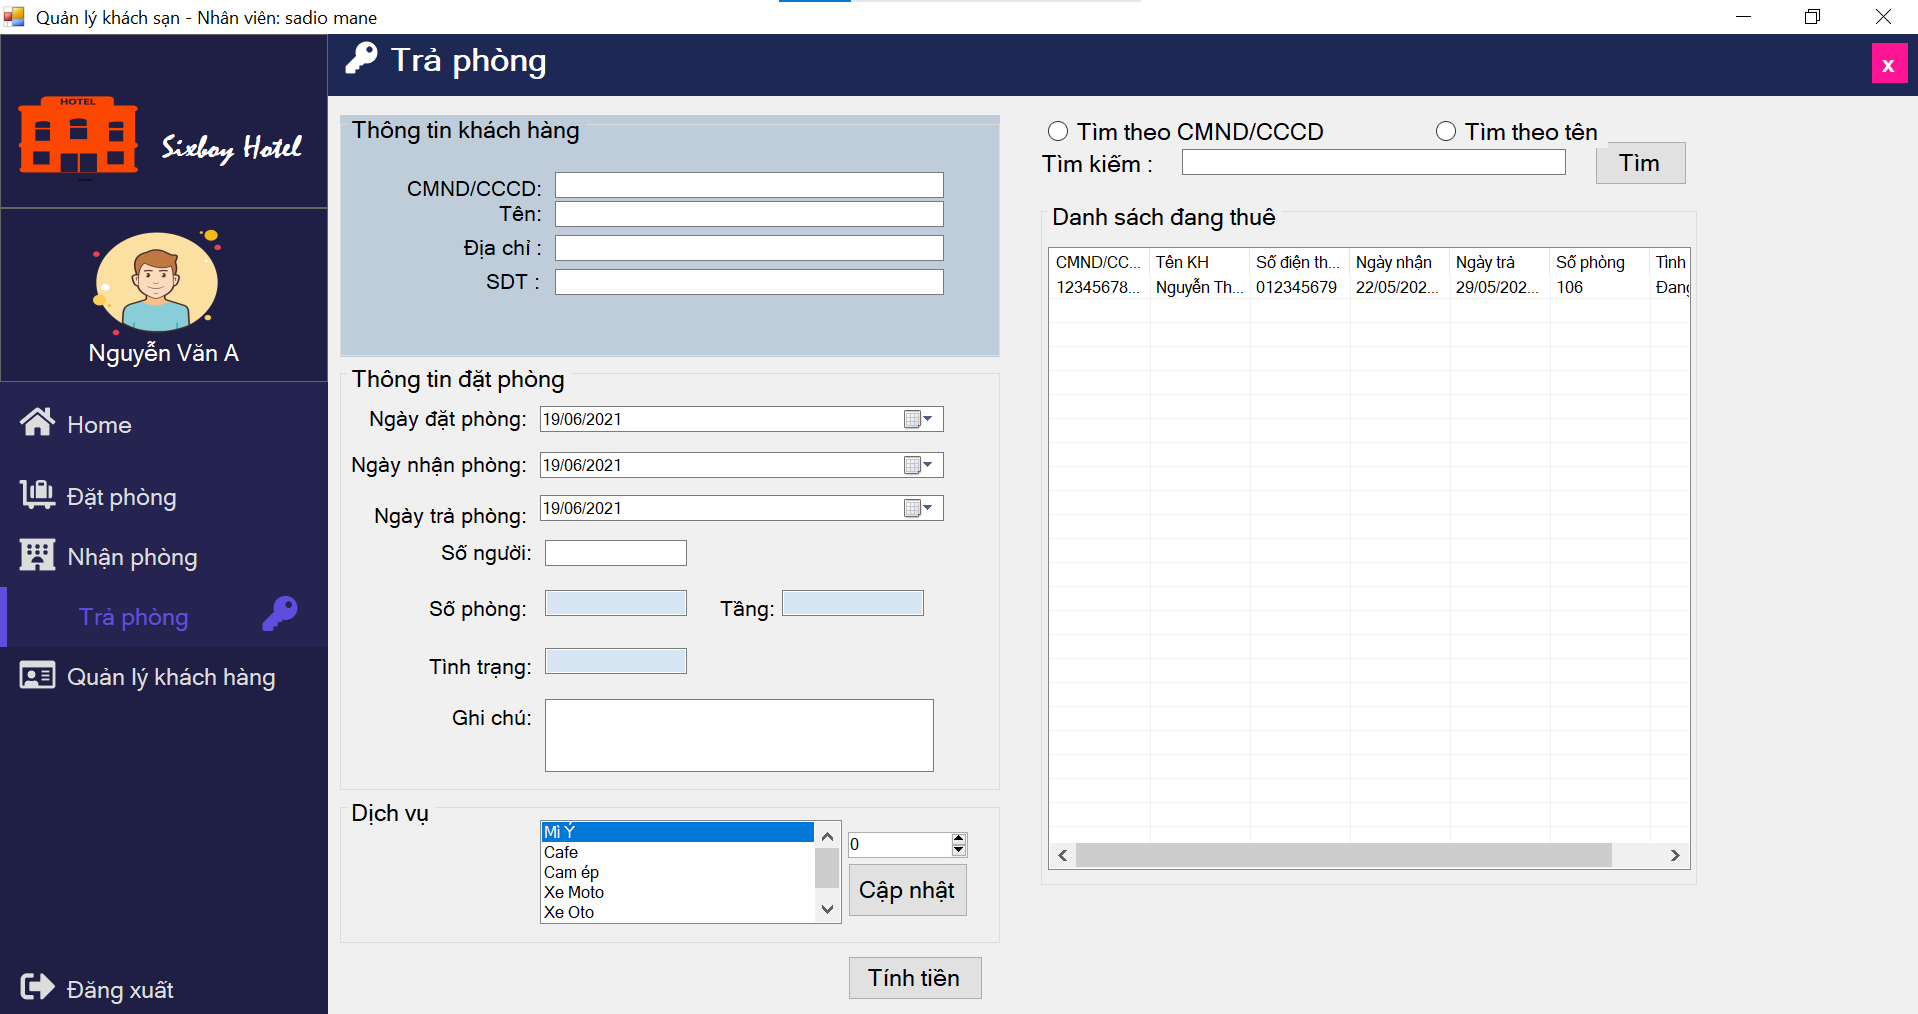 Quản lý khách sạn - Nhân viên: sadio mane
HOTEL
Sixboy Hotel
Nguyễn Văn A
Home
Đặt phòng
Nhận phòng
Trả phòng
Quản lý khách hàng
Đăng xuất
Trả phòng
x
Thông tin khách hàng
CMND/CCCD:
Tên:
Địa chỉ :
SDT :
Thông tin đặt phòng
Ngày đặt phòng: 19/06/2021
Ngày nhận phòng: 19/06/2021
Ngày trả phòng: 19/06/2021
Số người:
Số phòng: Tầng:
Tình trạng:
Ghi chú:
Dịch vụ
Mì Ý
Cafe
Cam ép
Xe Moto
Xe Oto
0
Cập nhật
Tính tiền
Tìm theo CMND/CCCD Tìm theo tên
Tìm kiếm : Tìm
Danh sách đang thuê
CMND/CC... Tên KH Số điện th... Ngày nhận Ngày trả Số phòng Tình
12345678... Nguyễn Th... 012345679 22/05/202... 29/05/202... 106 Đang